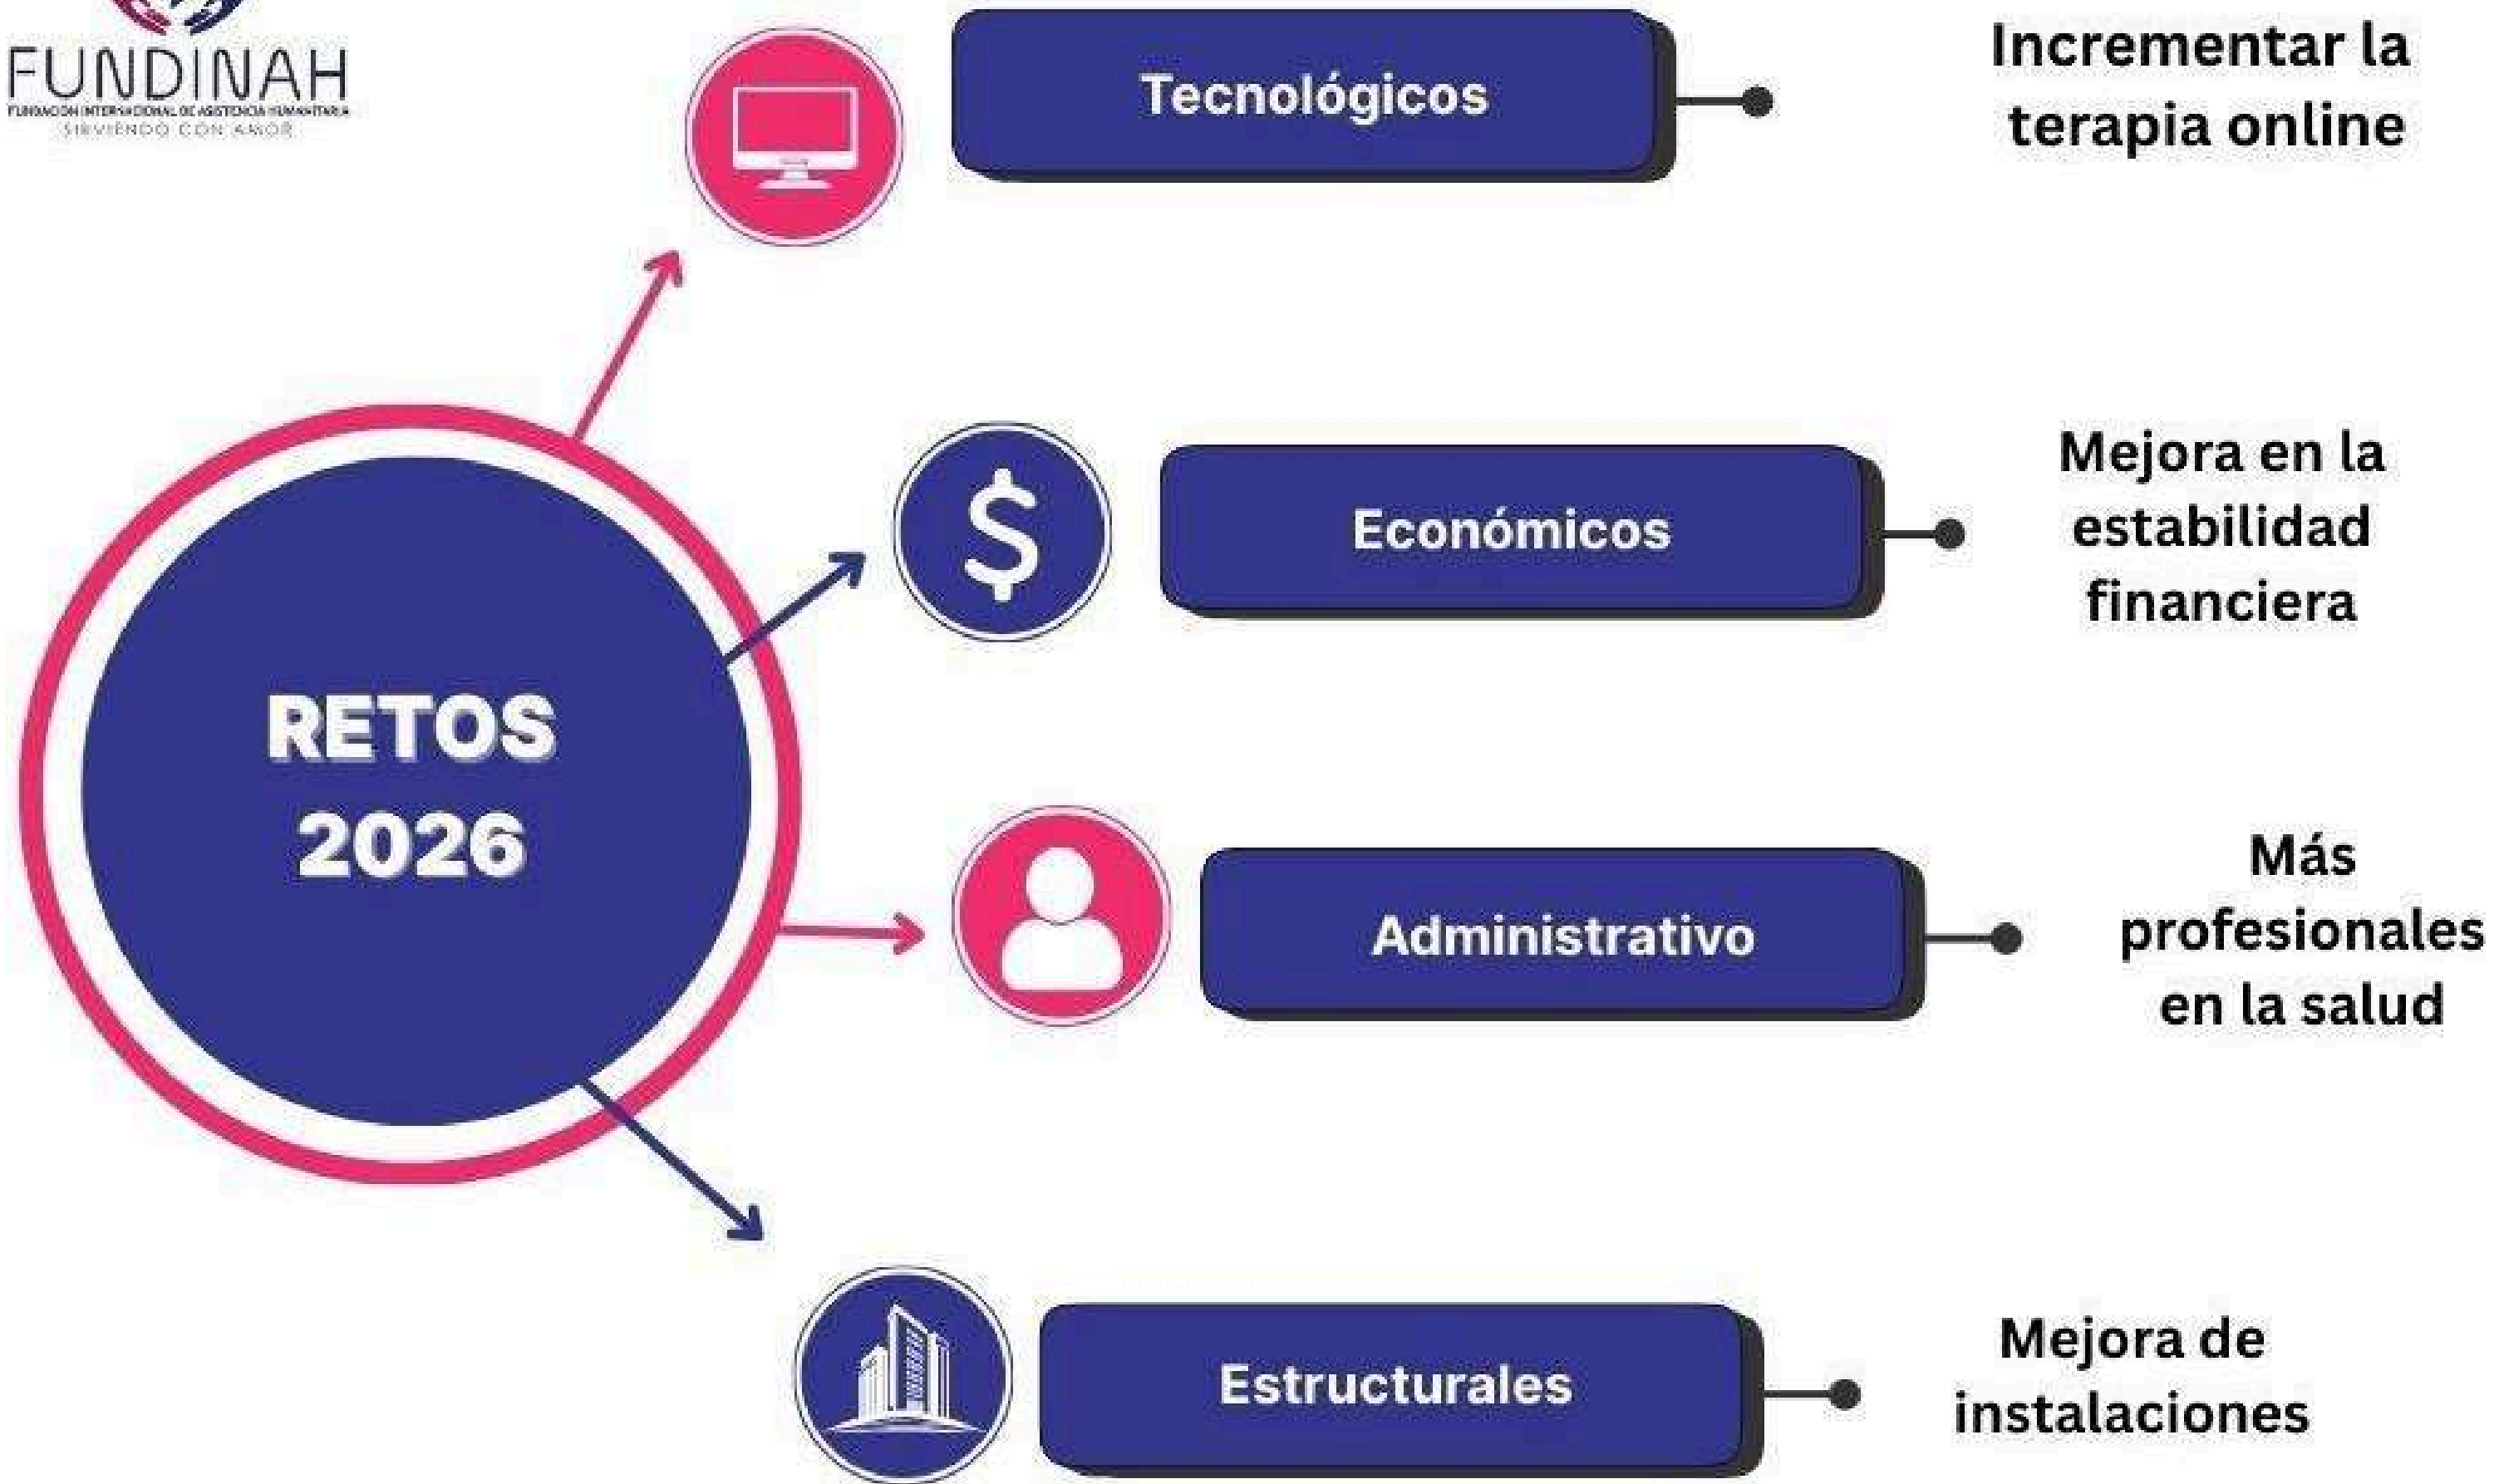 FUNDINAH
FUNDACIÓN INTERNACIONAL DE ASISTENCIA HUMANITARIA
SIRVIENDO CON AMOR
Tecnológicos
Incrementar la
terapia online
Económicos
Mejora en la
estabilidad
financiera
RETOS
2026
Administrativo
Más
profesionales
en la salud
Estructurales
Mejora de
instalaciones